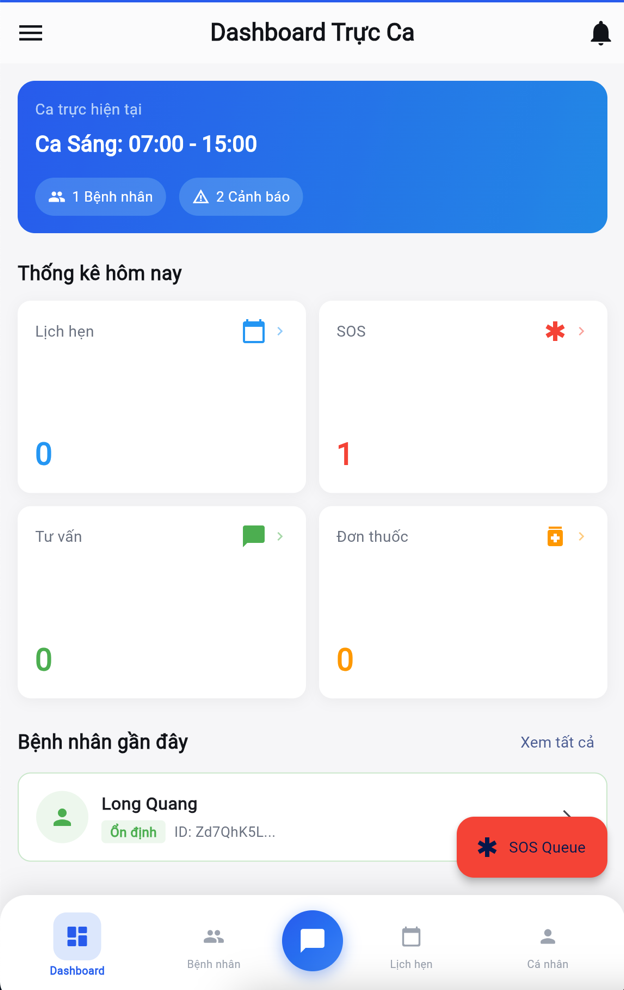 Dashboard Trực Ca
Ca trực hiện tại
Ca Sáng: 07:00 - 15:00
1 Bệnh nhân
2 Cảnh báo
Thống kê hôm nay
Lịch hẹn
0
SOS
1
Tư vấn
0
Đơn thuốc
0
Bệnh nhân gần đây
Xem tất cả
Long Quang
Ổn định
ID: Zd7QhK5L...
SOS Queue
Dashboard
Bệnh nhân
Lịch hẹn
Cá nhân